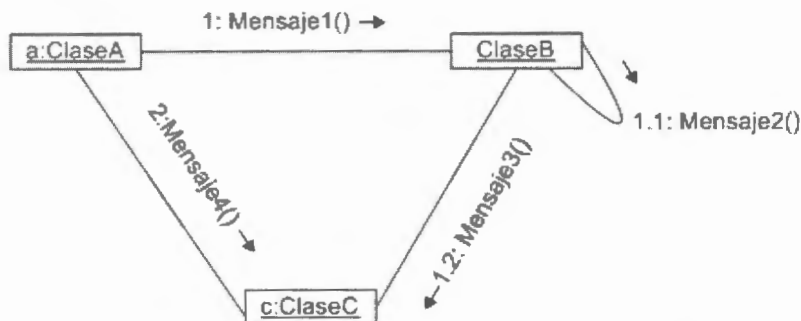 1: Mensaje1() →
a:ClaseA
ClaseB
1.1: Mensaje2()
2:Mensaje4() →
←1.2: Mensaje3()
c:ClaseC